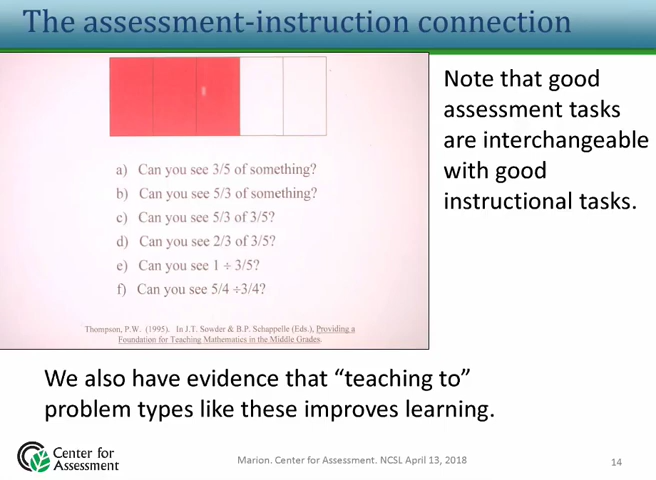 The assessment-instruction connection
a) Can you see 3/5 of something?
b) Can you see 5/3 of something?
c) Can you see 5/3 of 3/5?
d) Can you see 2/3 of 3/5?
e) Can you see 1 ÷ 3/5?
f) Can you see 5/4 ÷3/4?
Thompson, P.W. (1995). In J.T. Sowder & B.P. Schappelle (Eds.), Providing a
Foundation for Teaching Mathematics in the Middle Grades.
Note that good
assessment tasks
are interchangeable
with good
instructional tasks.
We also have evidence that “teaching to”
problem types like these improves learning.
Center for
Assessment
Marion. Center for Assessment. NCSL April 13, 2018
14